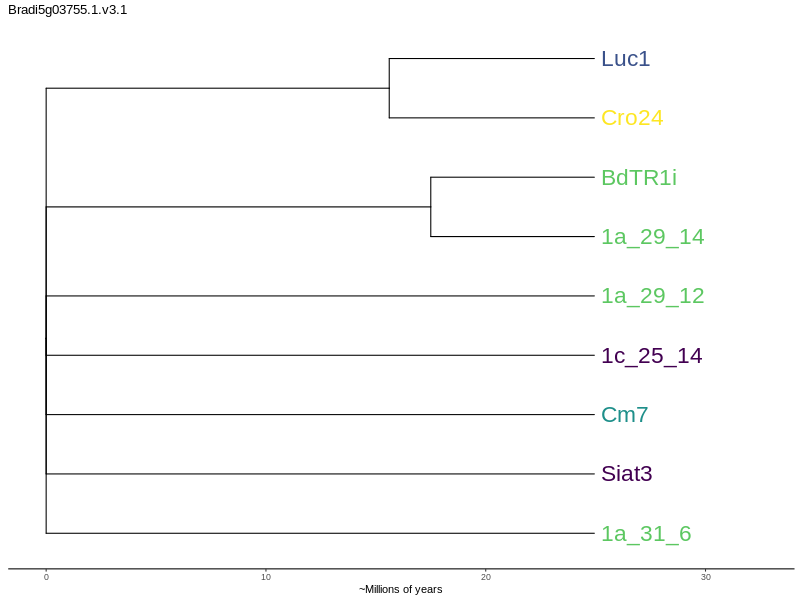 Bradi5g03755.1.v3.1
Luc1
Cro24
BdTR1i
1a_29_14
1a_29_12
1c_25_14
Cm7
Siat3
1a_31_6
0 10 20 30
~Millions of years